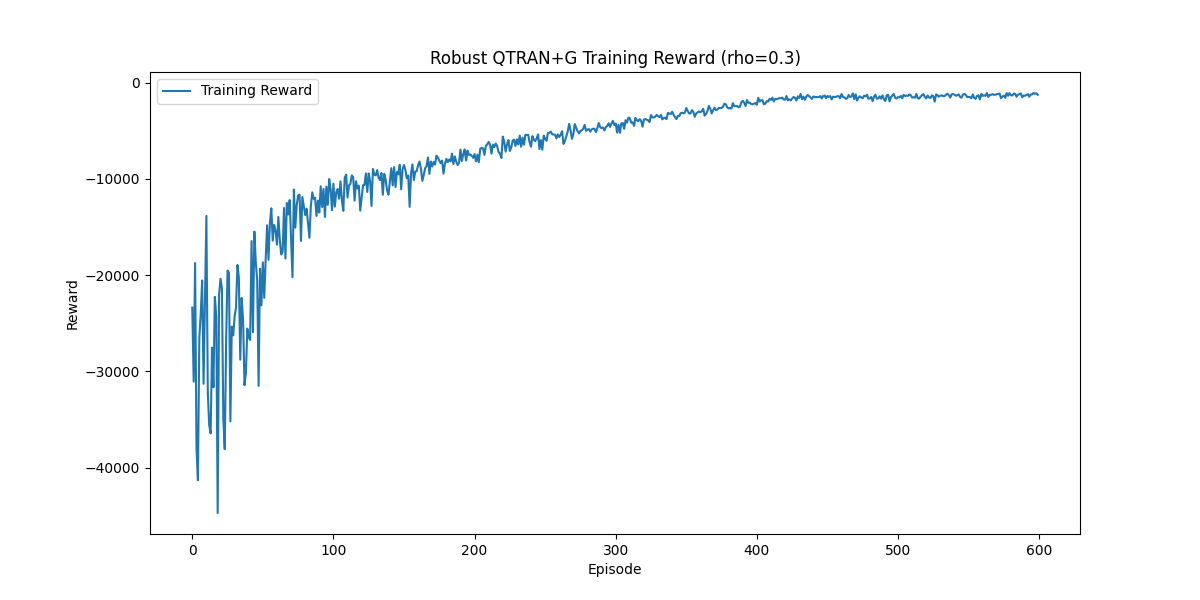 Robust QTRAN+G Training Reward (rho=0.3)
Training Reward
0
−10000
−20000
−30000
−40000
Reward
0 100 200 300 400 500 600
Episode